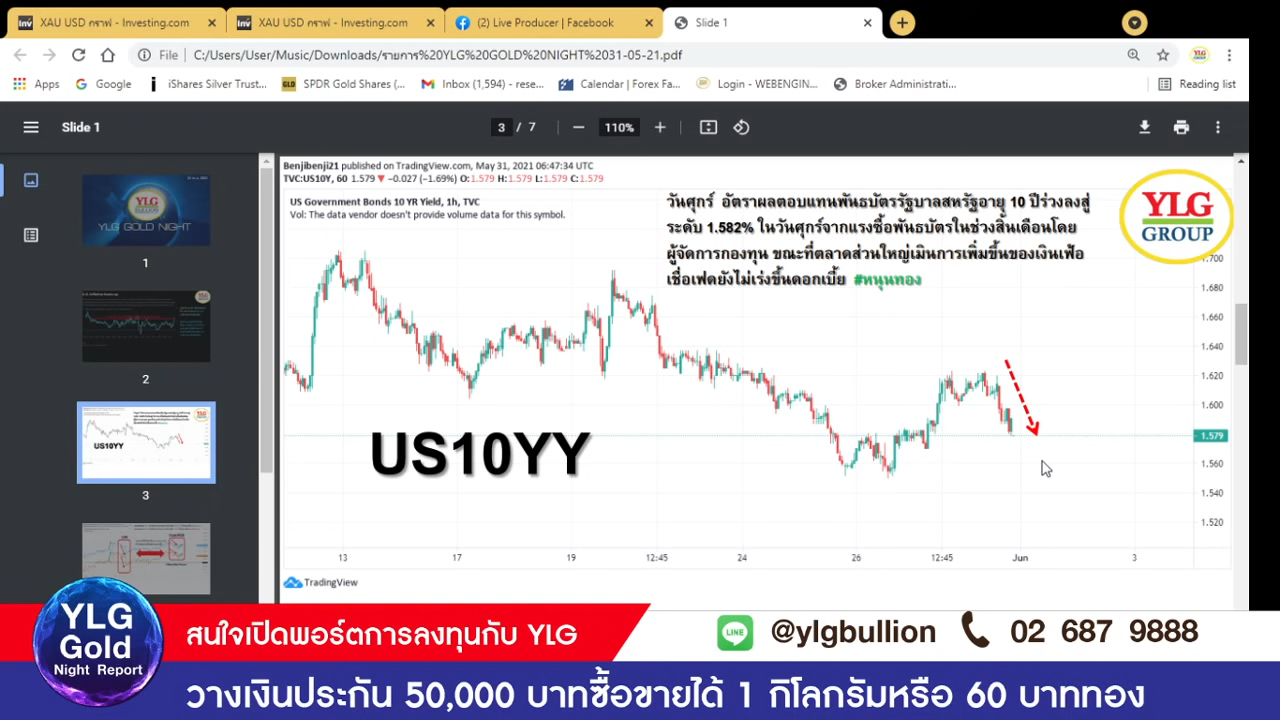 XAU USD กราฟ - Investing.com
XAU USD กราฟ - Investing.com
(2) Live Producer | Facebook
Slide 1
File
C:/Users/User/Music/Downloads/รายการ%20YLG%20GOLD%20NIGHT%2031-05-21.pdf
Apps
Google
iShares Silver Trust...
SPDR Gold Shares (...
Inbox (1,594) - rese...
Calendar | Forex Fa...
Login - WEBENGIN...
Broker Administrati...
Reading list
Slide 1
3 / 7
110%
YLG
BULLION
YLG GOLD NIGHT
1
2
US10YY
3
Benjibenji21 published on TradingView.com, May 31, 2021 06:47:34 UTC
TVC:US10Y, 60 1.579 ▼ −0.027 (−1.69%) O:1.579 H:1.579 L:1.579 C:1.579
US Government Bonds 10 YR Yield, 1h, TVC
Vol: The data vendor doesn't provide volume data for this symbol.
วันศุกร์ อัตราผลตอบแทนพันธบัตรรัฐบาลสหรัฐอายุ 10 ปีร่วงลงสู่
ระดับ 1.582% ในวันศุกร์จากแรงซื้อพันธบัตรในช่วงสิ้นเดือนโดย
ผู้จัดการกองทุน ขณะที่ตลาดส่วนใหญ่เมินการเพิ่มขึ้นของเงินเฟ้อ
เชื่อเฟดยังไม่เร่งขึ้นดอกเบี้ย #หนุนทอง
YLG
GROUP
1.700
1.680
1.660
1.640
1.620
1.600
1.579
1.560
1.540
1.520
US10YY
13
17
19
12:45
24
26
12:45
Jun
3
TradingView
YLG
Gold
Night Report
สนใจเปิดพอร์ตการลงทุนกับ YLG
LINE
@ylgbullion
02 687 9888
วางเงินประกัน 50,000 บาทซื้อขายได้ 1 กิโลกรัมหรือ 60 บาททอง